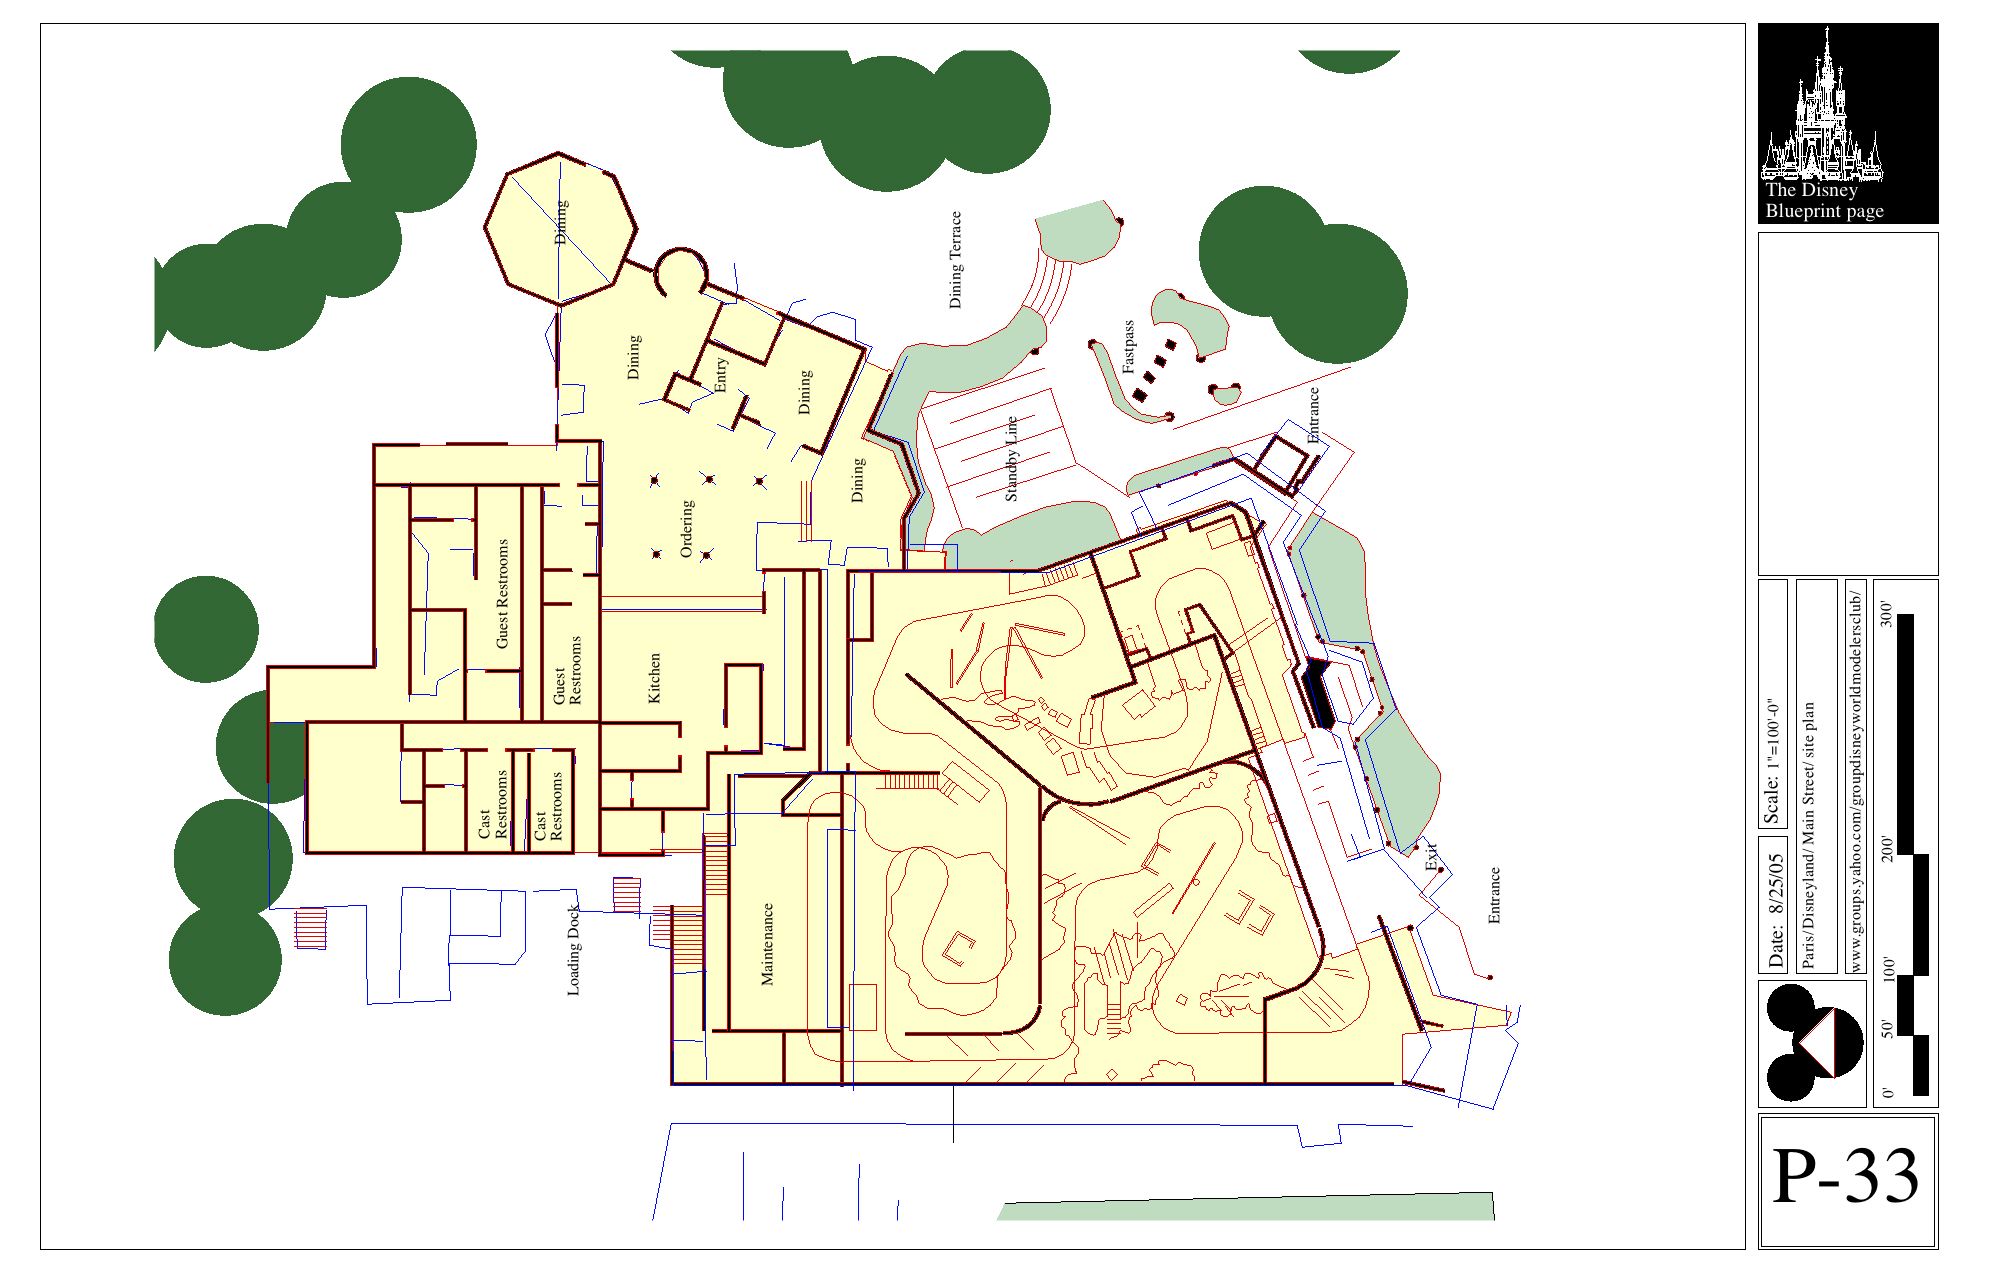 The Disney
Blueprint page
Dining
Dining Terrace
Dining
Entry
Dining
Fastpass
Entrance
Standby Line
Dining
Ordering
Guest Restrooms
Guest
Restrooms
Kitchen
Cast
Restrooms
Cast
Restrooms
Loading Dock
Maintenance
Exit
Entrance
Scale: 1"=100'-0"
Date: 8/25/05
Paris/Disneyland/ Main Street/ site plan
www.groups.yahoo.com/groupdisneyworldmodelersclub/
300'
200'
100'
50'
0'
P-33